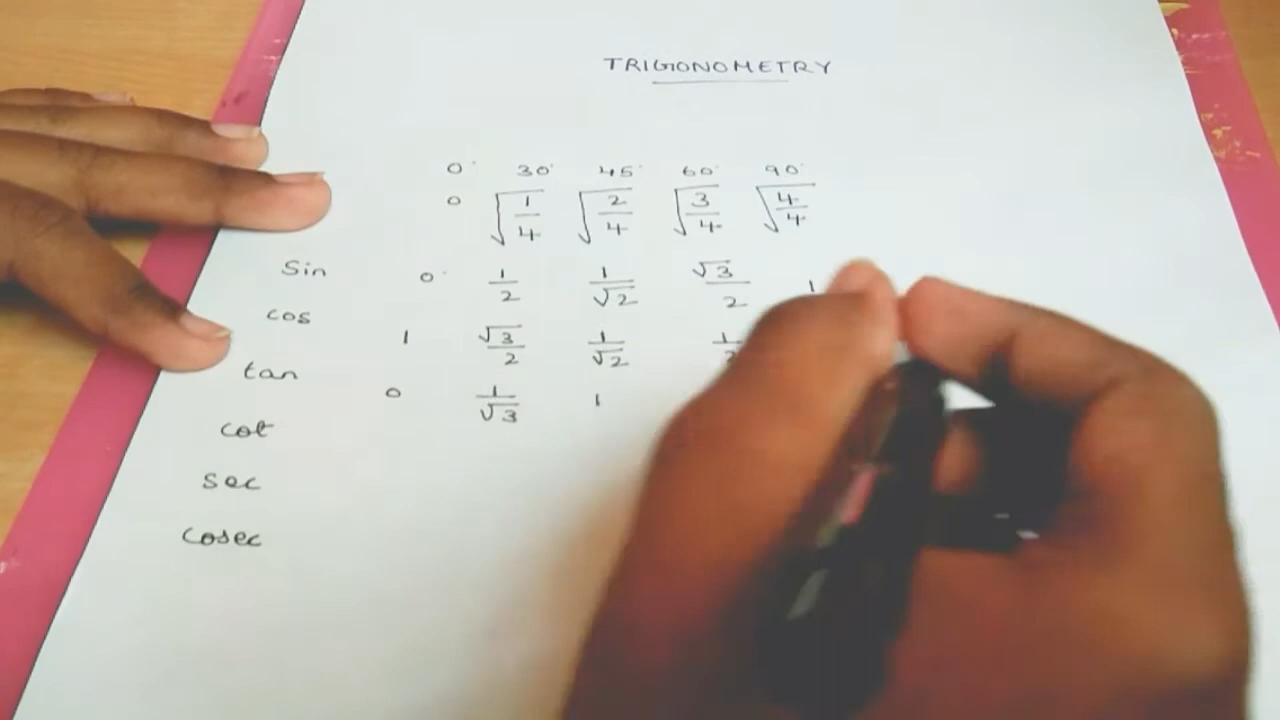 TRIGONOMETRY
0° 30° 45° 60° 90°
0 √1/4 √2/4 √3/4 √4/4
Sin 0 1/2 1/√2 √3/2 1
cos 1 √3/2 1/√2
tan 0 1/√3 1
cot
sec
cosec